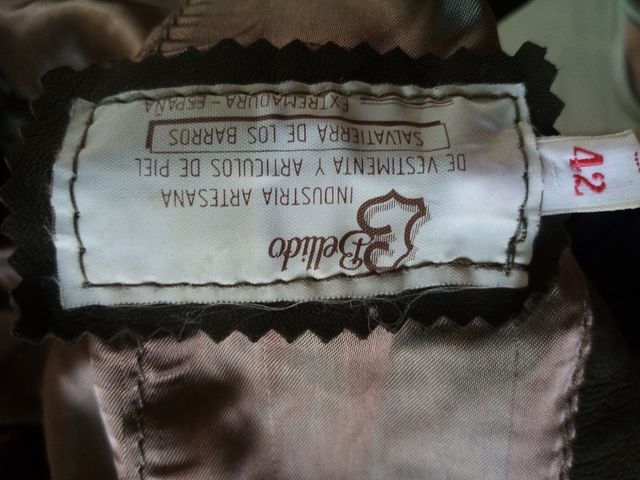 Bellido
INDUSTRIA ARTESANA
DE VESTIMENTA Y ARTICULOS DE PIEL
SALVATIERRA DE LOS BARROS
EXTREMADURA - ESPAÑA
42